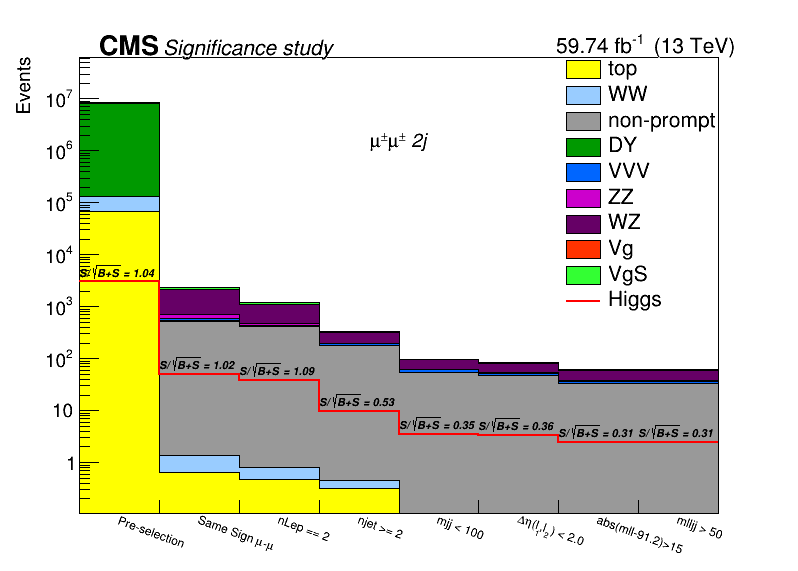 CMS Significance study
59.74 fb⁻¹ (13 TeV)
Events
10⁷
10⁶
10⁵
10⁴
10³
10²
10
1
μ±μ± 2j
top
WW
non-prompt
DY
VVV
ZZ
WZ
Vg
VgS
Higgs
S/√B+S = 1.04
S/√B+S = 1.02
S/√B+S = 1.09
S/√B+S = 0.53
S/√B+S = 0.35
S/√B+S = 0.36
S/√B+S = 0.31
S/√B+S = 0.31
Pre-selection
Same Sign μ-μ
nLep == 2
njet >= 2
mjj < 100
Δη(l₁l₂) < 2.0
abs(mll-91.2)>15
mlljj > 50